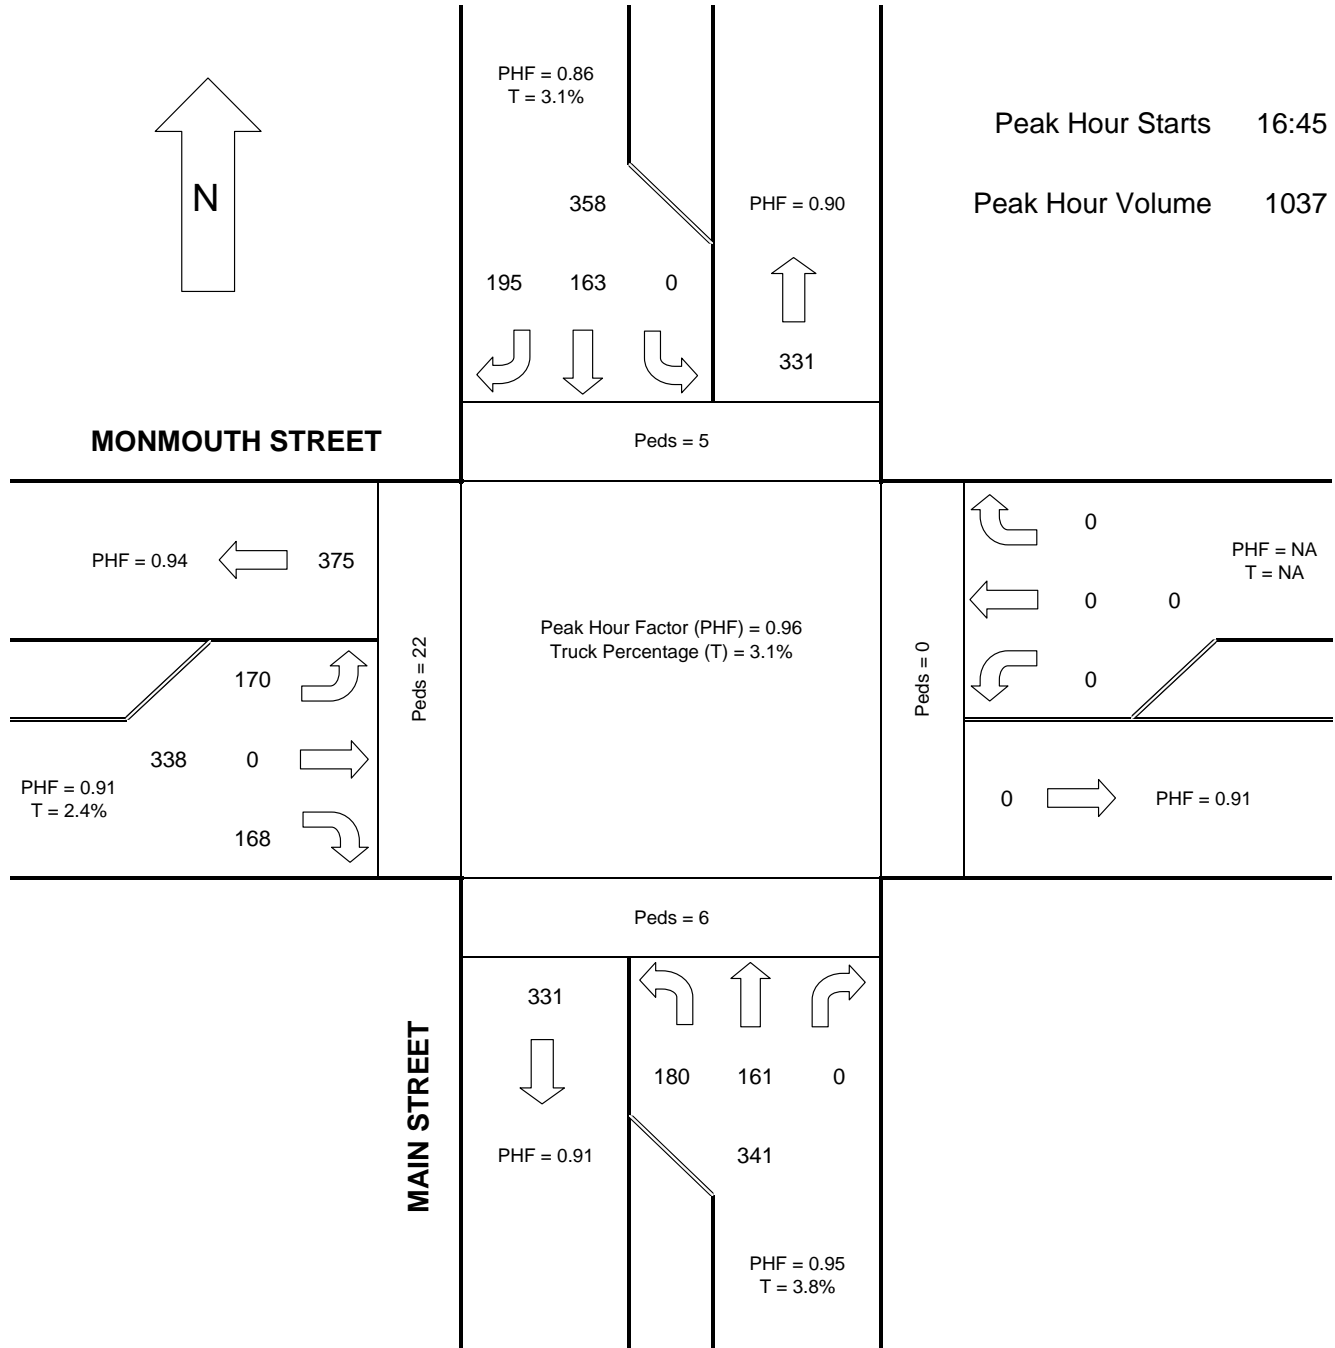 PHF = 0.86
T = 3.1%
Peak Hour Starts 16:45
N
358
PHF = 0.90
Peak Hour Volume 1037
195 163 0
331
MONMOUTH STREET
Peds = 5
PHF = 0.94
375
0
PHF = NA
T = NA
0 0
Peak Hour Factor (PHF) = 0.96
Truck Percentage (T) = 3.1%
Peds = 22
Peds = 0
170
0
338 0
PHF = 0.91
T = 2.4%
0
PHF = 0.91
168
Peds = 6
331
MAIN STREET
180 161 0
PHF = 0.91
341
PHF = 0.95
T = 3.8%